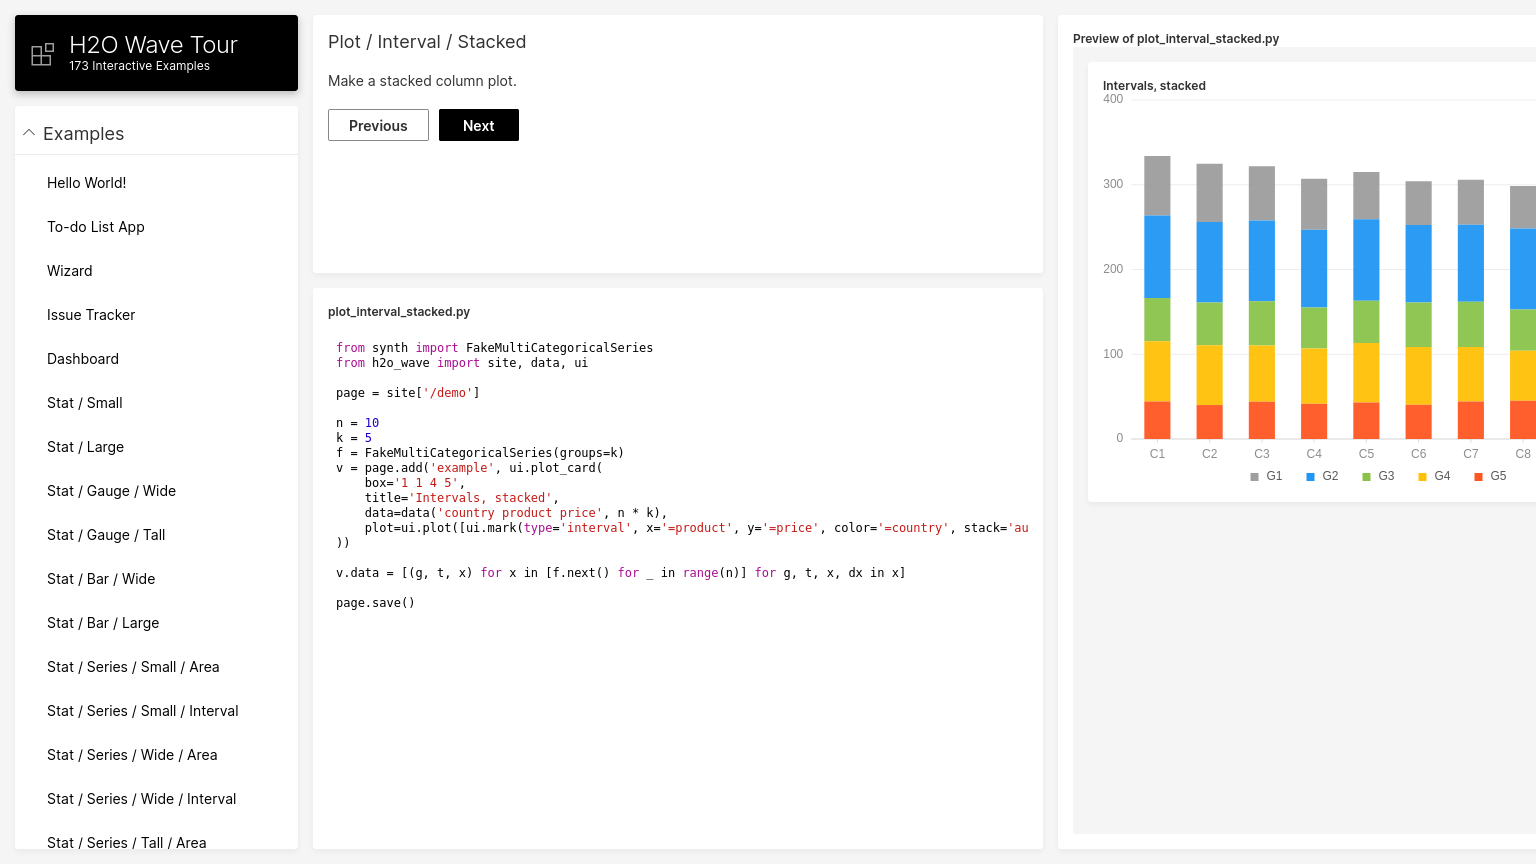 H2O Wave Tour
173 Interactive Examples
Examples
Hello World!
To-do List App
Wizard
Issue Tracker
Dashboard
Stat / Small
Stat / Large
Stat / Gauge / Wide
Stat / Gauge / Tall
Stat / Bar / Wide
Stat / Bar / Large
Stat / Series / Small / Area
Stat / Series / Small / Interval
Stat / Series / Wide / Area
Stat / Series / Wide / Interval
Stat / Series / Tall / Area
Plot / Interval / Stacked
Make a stacked column plot.
Previous Next
plot_interval_stacked.py
from synth import FakeMultiCategoricalSeries
from h2o_wave import site, data, ui
page = site['/demo']
n = 10
k = 5
f = FakeMultiCategoricalSeries(groups=k)
v = page.add('example', ui.plot_card(
    box='1 1 4 5',
    title='Intervals, stacked',
    data=data('country product price', n * k),
    plot=ui.plot([ui.mark(type='interval', x='=product', y='=price', color='=country', stack='au
))
v.data = [(g, t, x) for x in [f.next() for _ in range(n)] for g, t, x, dx in x]
page.save()
Preview of plot_interval_stacked.py
Intervals, stacked
400
300
200
100
0
C1 C2 C3 C4 C5 C6 C7 C8
G1 G2 G3 G4 G5